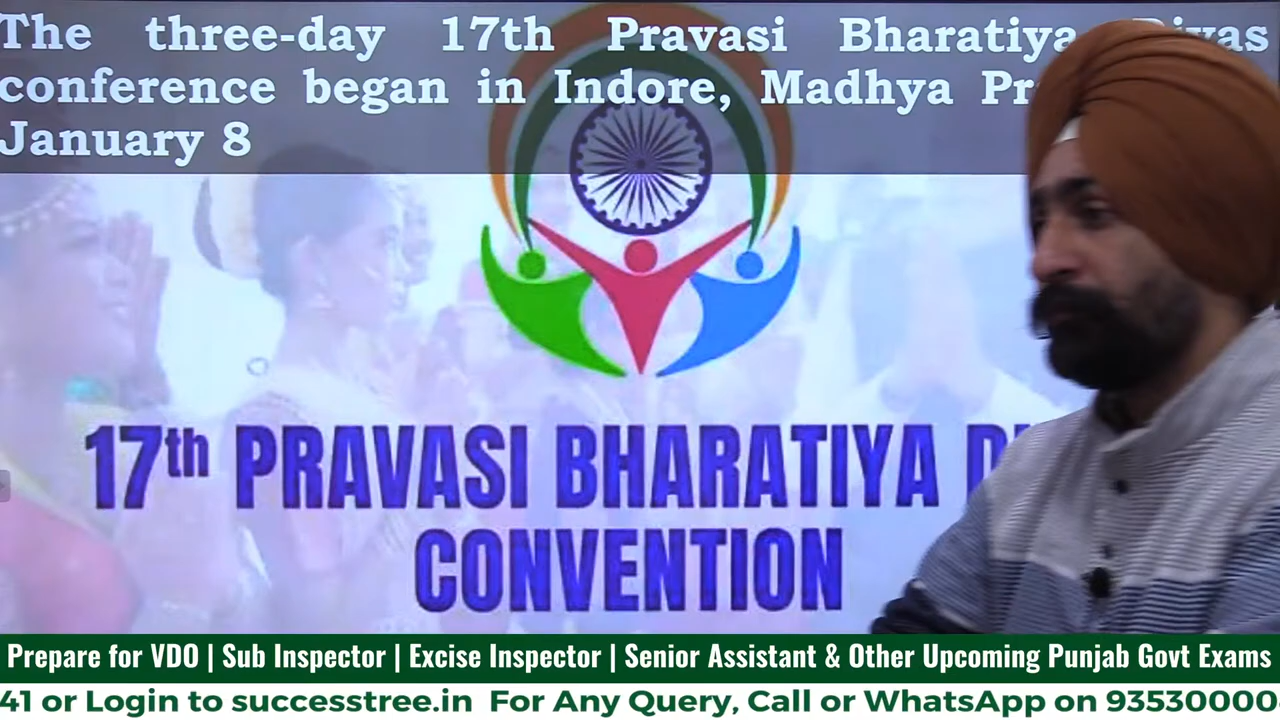 The three-day 17th Pravasi Bharatiya
conference began in Indore, Madhya
January 8
17th PRAVASI BHARATIYA
CONVENTION
Prepare for VDO | Sub Inspector | Excise Inspector | Senior Assistant & Other Upcoming Punjab Govt Exams
41 or Login to successtree.in For Any Query, Call or WhatsApp on 93530000